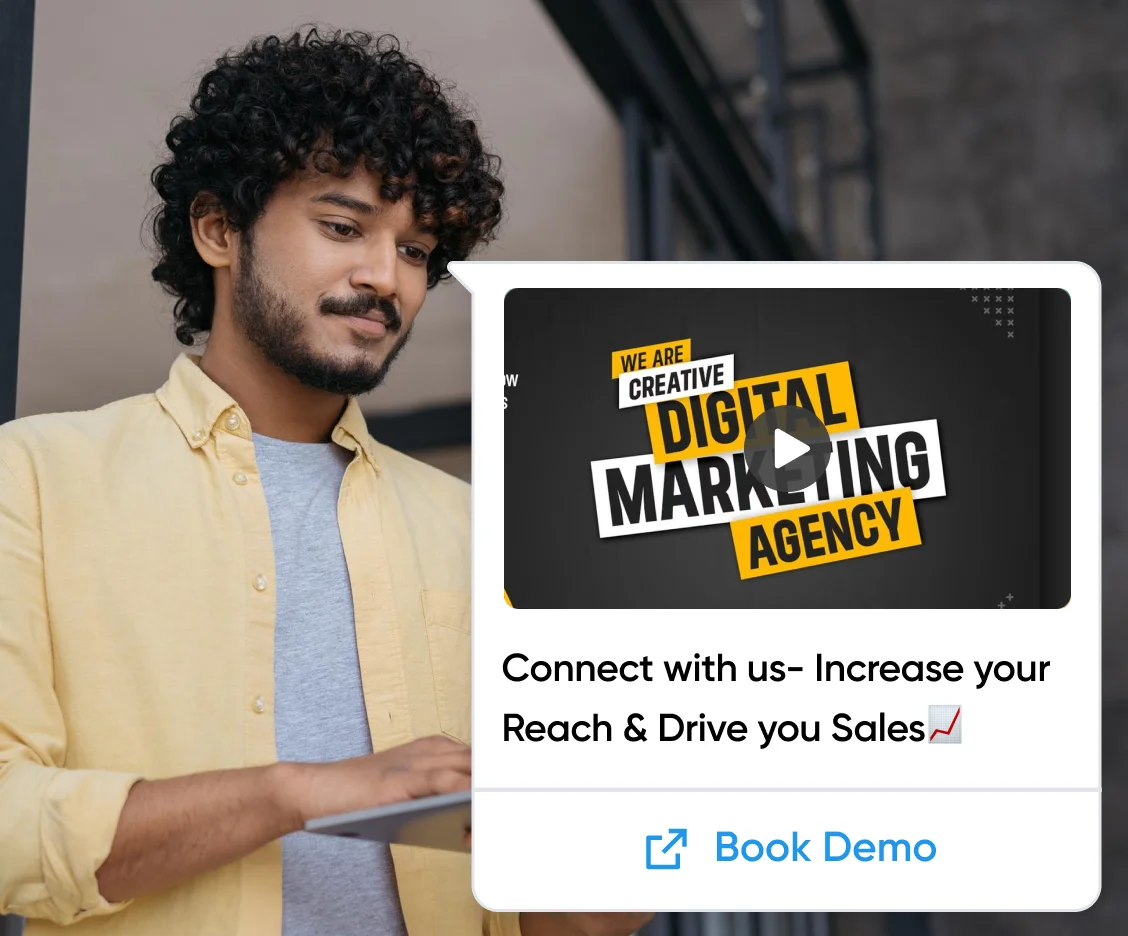 WE ARE
CREATIVE
DIGITAL
MARKETING
AGENCY
Connect with us- Increase your
Reach & Drive you Sales📈
Book Demo